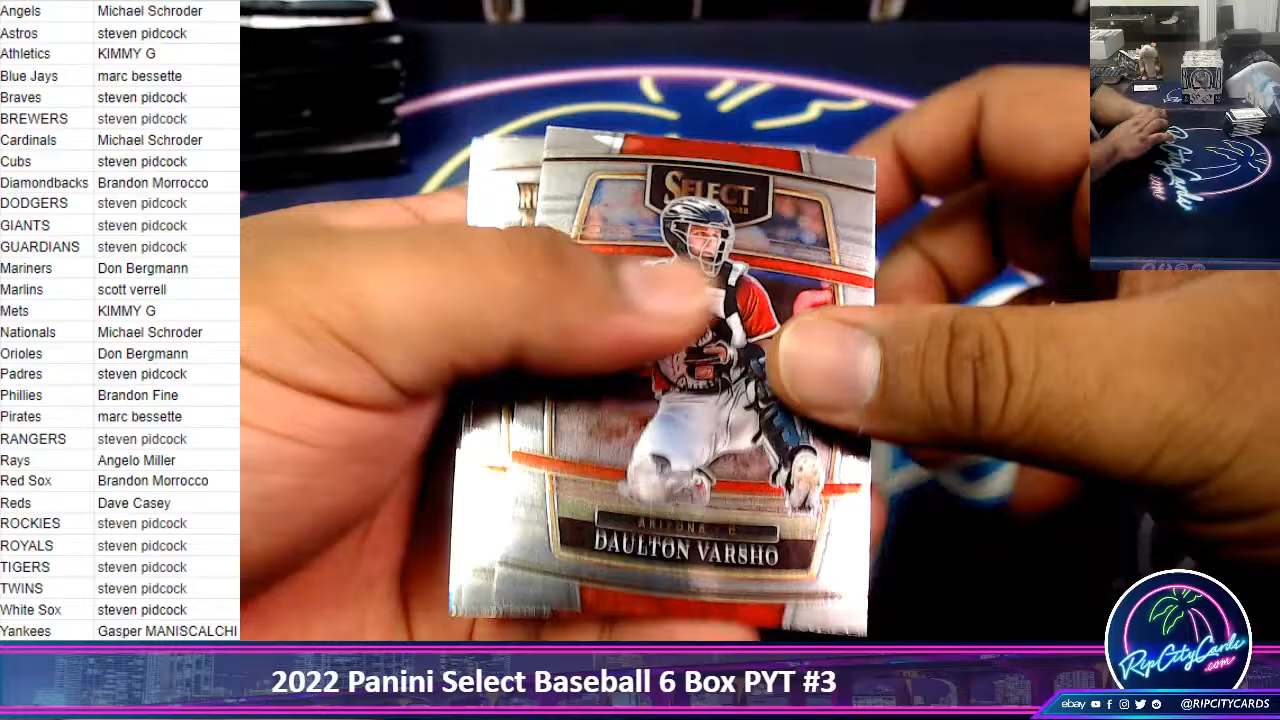 Angels Michael Schroder
Astros steven pidcock
Athletics KIMMY G
Blue Jays marc bessette
Braves steven pidcock
BREWERS steven pidcock
Cardinals Michael Schroder
Cubs steven pidcock
Diamondbacks Brandon Morrocco
DODGERS steven pidcock
GIANTS steven pidcock
GUARDIANS steven pidcock
Mariners Don Bergmann
Marlins scott verrell
Mets KIMMY G
Nationals Michael Schroder
Orioles Don Bergmann
Padres steven pidcock
Phillies Brandon Fine
Pirates marc bessette
RANGERS steven pidcock
Rays Angelo Miller
Red Sox Brandon Morrocco
Reds Dave Casey
ROCKIES steven pidcock
ROYALS steven pidcock
TIGERS steven pidcock
TWINS steven pidcock
White Sox steven pidcock
Yankees Gasper MANISCALCHI
SELECT
ARIZONA C
DAULTON VARSHO
RipCityCards
.com
2022 Panini Select Baseball 6 Box PYT #3
ebay @RIPCITYCARDS